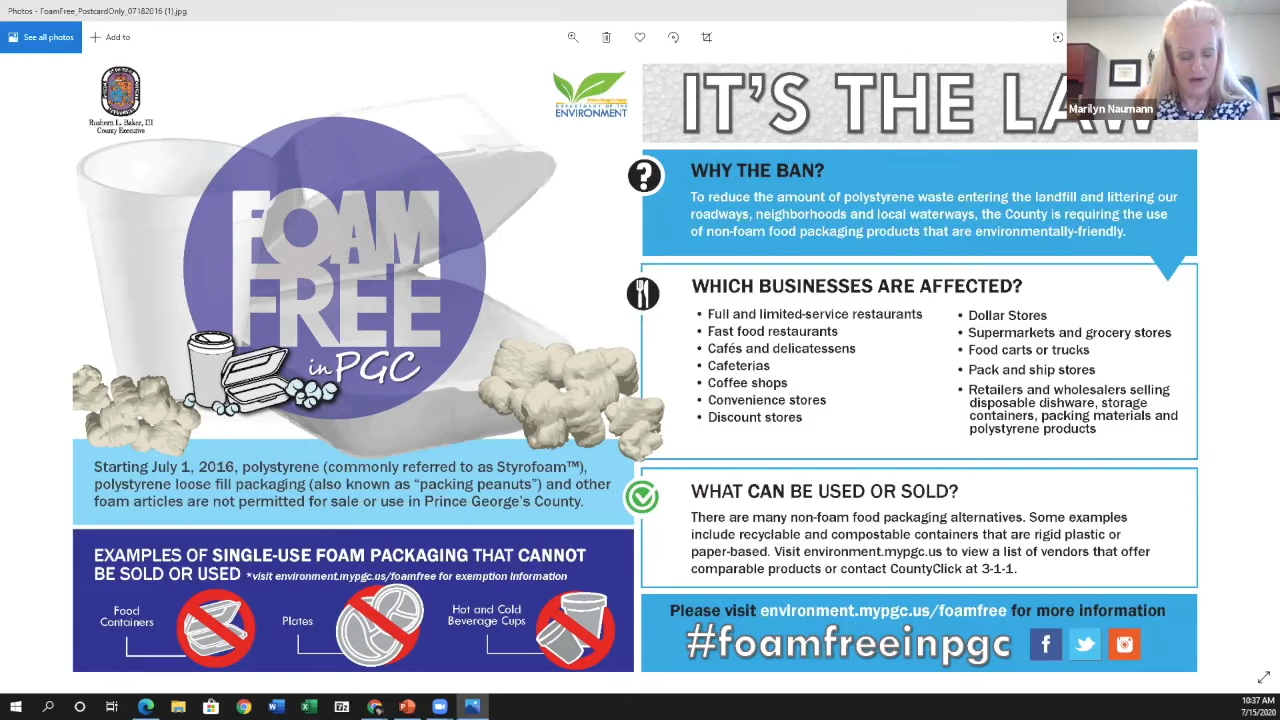 Photos - FoamFree_PostcardOnly_07182016 (1).jpg
See all photos
Add to
Marilyn Naumann
Rushern L. Baker, III
County Executive
DEPARTMENT OF THE
ENVIRONMENT
FOAM
FREE
in PGC
Starting July 1, 2016, polystyrene (commonly referred to as Styrofoam™),
polystyrene loose fill packaging (also known as “packing peanuts”) and other
foam articles are not permitted for sale or use in Prince George’s County.
EXAMPLES OF SINGLE-USE FOAM PACKAGING THAT CANNOT
BE SOLD OR USED *visit environment.mypgc.us/foamfree for exemption information
Food
Containers
Plates
Hot and Cold
Beverage Cups
IT’S THE LAW
WHY THE BAN?
To reduce the amount of polystyrene waste entering the landfill and littering our
roadways, neighborhoods and local waterways, the County is requiring the use
of non-foam food packaging products that are environmentally-friendly.
WHICH BUSINESSES ARE AFFECTED?
• Full and limited-service restaurants
• Fast food restaurants
• Cafés and delicatessens
• Cafeterias
• Coffee shops
• Convenience stores
• Discount stores
• Dollar Stores
• Supermarkets and grocery stores
• Food carts or trucks
• Pack and ship stores
• Retailers and wholesalers selling
disposable dishware, storage
containers, packing materials and
polystyrene products
WHAT CAN BE USED OR SOLD?
There are many non-foam food packaging alternatives. Some examples
include recyclable and compostable containers that are rigid plastic or
paper-based. Visit environment.mypgc.us to view a list of vendors that offer
comparable products or contact CountyClick at 3-1-1.
Please visit environment.mypgc.us/foamfree for more information
#foamfreeinpgc
10:37 AM
7/15/2020